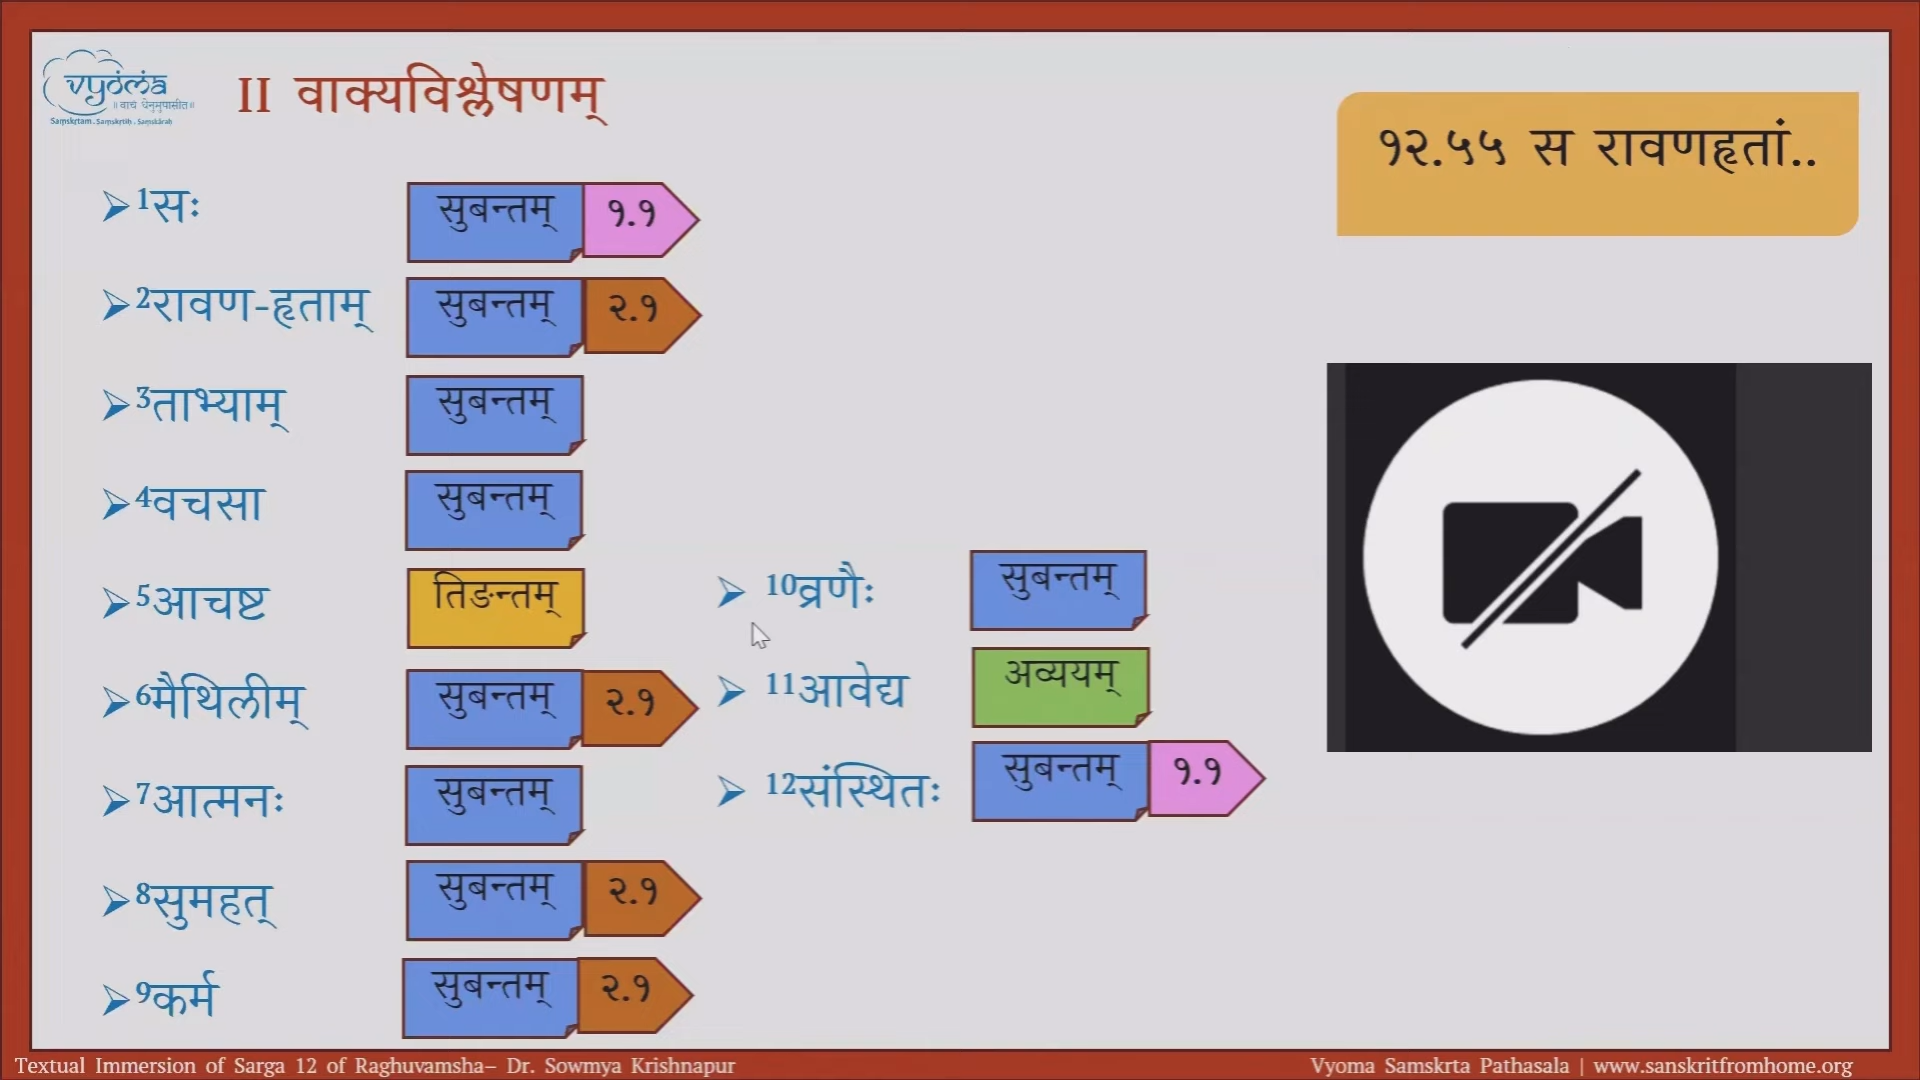 vyoma
॥ वाचं धेनुमुपासीत ॥
Saṃskṛtam . Saṃskṛtiḥ . Saṃskāraḥ
II वाक्यविश्लेषणम्
१२.५५ स रावणहृतां..
➢ ¹सः सुबन्तम् १.१
➢ ²रावण-हृताम् सुबन्तम् २.१
➢ ³ताभ्याम् सुबन्तम्
➢ ⁴वचसा सुबन्तम्
➢ ⁵आचष्ट तिङन्तम्
➢ ⁶मैथिलीम् सुबन्तम् २.१
➢ ⁷आत्मनः सुबन्तम्
➢ ⁸सुमहत् सुबन्तम् २.१
➢ ⁹कर्म सुबन्तम् २.१
➢ ¹⁰व्रणैः सुबन्तम्
➢ ¹¹आवेद्य अव्ययम्
➢ ¹²संस्थितः सुबन्तम् १.१
Textual Immersion of Sarga 12 of Raghuvamsha– Dr. Sowmya Krishnapur
Vyoma Samskrta Pathasala | www.sanskritfromhome.org